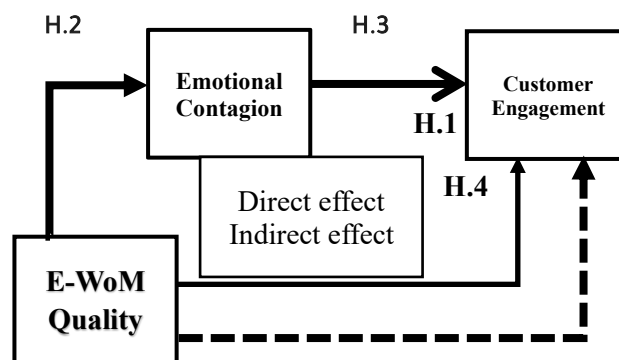 H.2
H.3
Emotional
Contagion
Customer
Engagement
H.1
H.4
Direct effect
Indirect effect
E-WoM
Quality